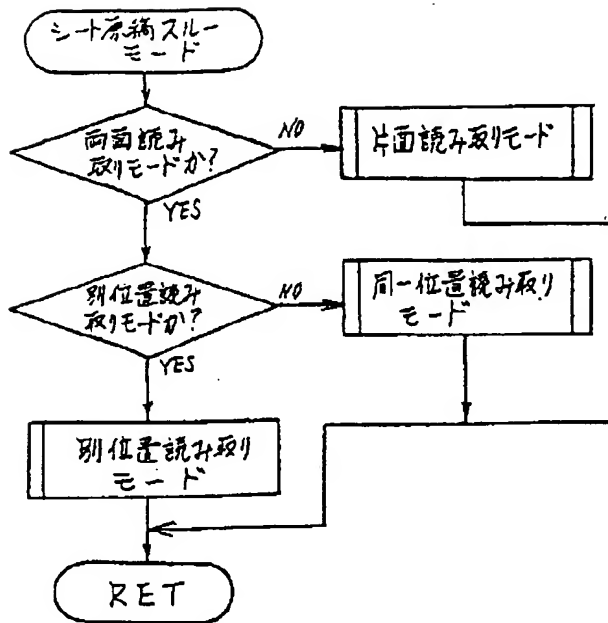 シート原稿スルー
モード
両面読み
取りモードか?
NO
片面読み取りモード
YES
別位置読み
取りモードか?
NO
同一位置読み取り
モード
YES
別位置読み取り
モード
RET